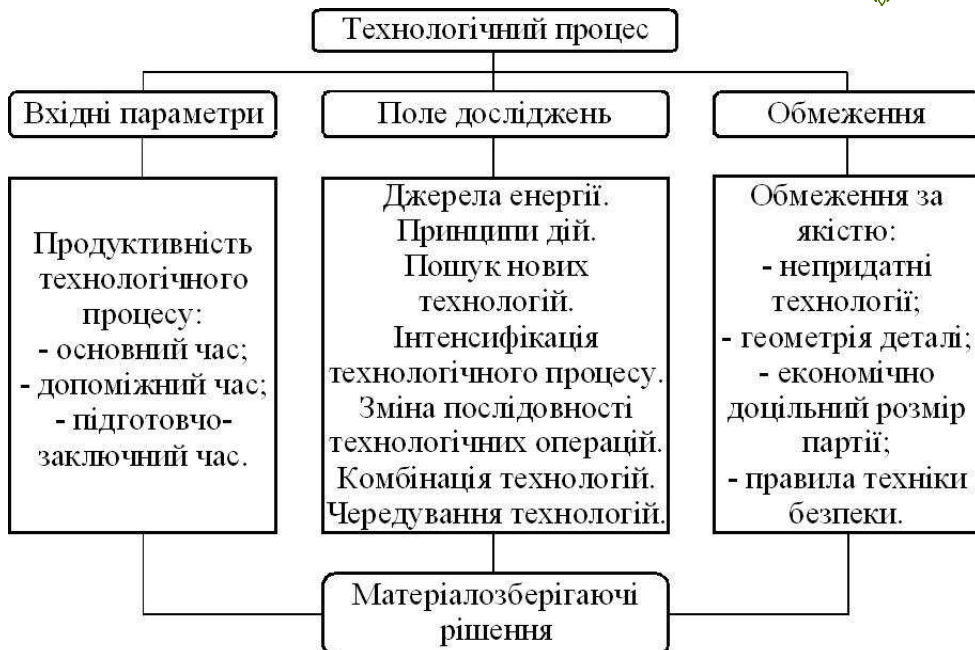 Технологічний процес
Вхідні параметри
Поле досліджень
Обмеження
Продуктивність
технологічного
процесу:
- основний час;
- допоміжний час;
- підготовчо-
заключний час.
Джерела енергії.
Принципи дій.
Пошук нових
технологій.
Інтенсифікація
технологічного процесу.
Зміна послідовності
технологічних операцій.
Комбінація технологій.
Чередування технологій.
Обмеження за
якістю:
- непридатні
технології;
- геометрія деталі;
- економічно
доцільний розмір
партії;
- правила техніки
безпеки.
Матеріалозберігаючі
рішення